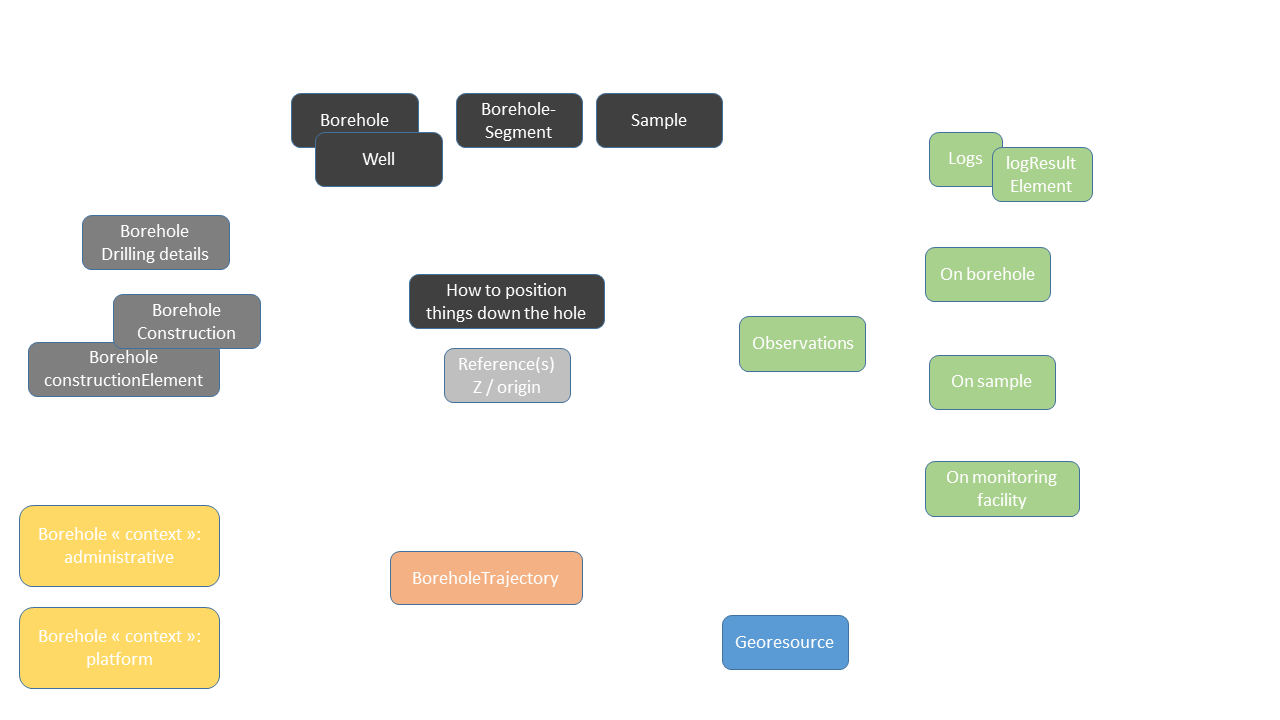 Borehole
Well
Borehole-
Segment
Sample
Logs
logResult
Element
Borehole
Drilling details
On borehole
How to position
things down the hole
Borehole
Construction
Borehole
constructionElement
Observations
Reference(s)
Z / origin
On sample
On monitoring
facility
Borehole « context »:
administrative
BoreholeTrajectory
Borehole « context »:
platform
Georesource